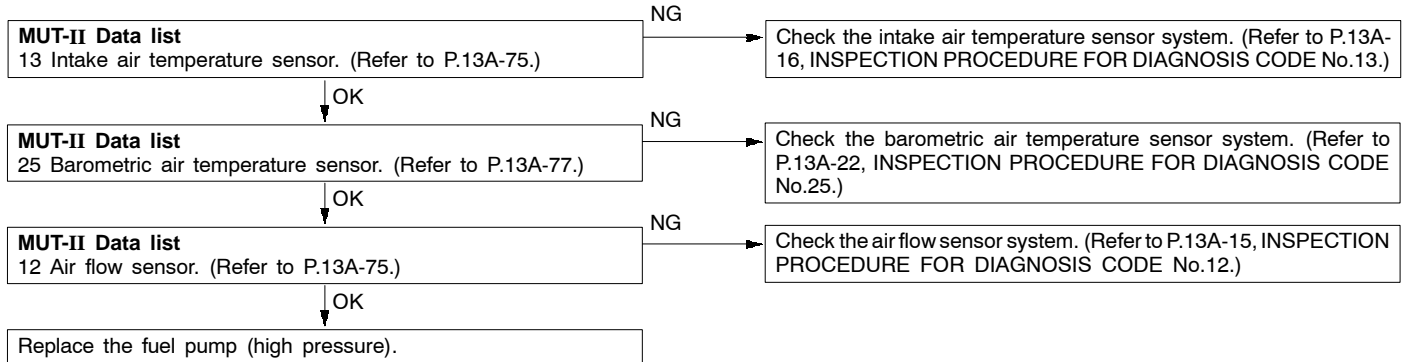 NG
MUT-II Data list
13 Intake air temperature sensor. (Refer to P.13A-75.)
Check the intake air temperature sensor system. (Refer to P.13A-
16, INSPECTION PROCEDURE FOR DIAGNOSIS CODE No.13.)
OK
NG
MUT-II Data list
25 Barometric air temperature sensor. (Refer to P.13A-77.)
Check the barometric air temperature sensor system. (Refer to
P.13A-22, INSPECTION PROCEDURE FOR DIAGNOSIS CODE
No.25.)
OK
NG
MUT-II Data list
12 Air flow sensor. (Refer to P.13A-75.)
Check the air flow sensor system. (Refer to P.13A-15, INSPECTION
PROCEDURE FOR DIAGNOSIS CODE No.12.)
OK
Replace the fuel pump (high pressure).